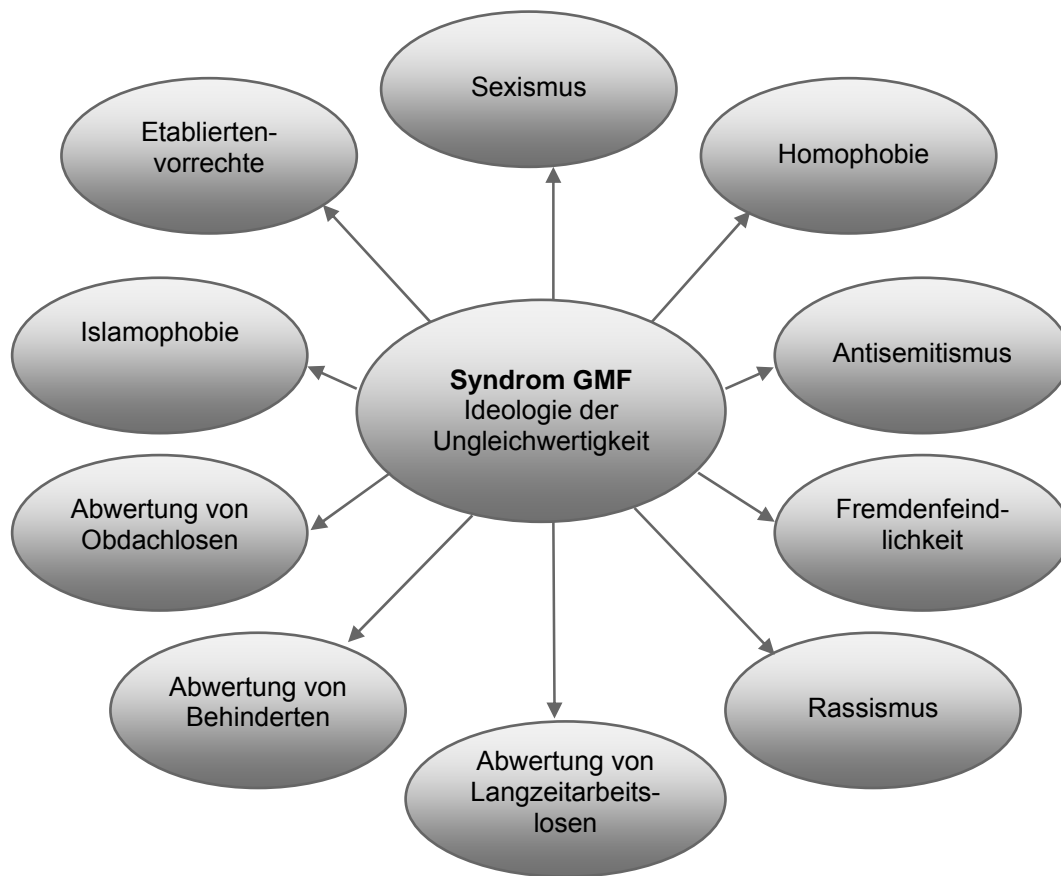 Sexismus
Etablierten-
vorrechte
Homophobie
Islamophobie
Antisemitismus
Syndrom GMF
Ideologie der
Ungleichwertigkeit
Abwertung von
Obdachlosen
Fremdenfeind-
lichkeit
Abwertung von
Behinderten
Rassismus
Abwertung von
Langzeitarbeits-
losen